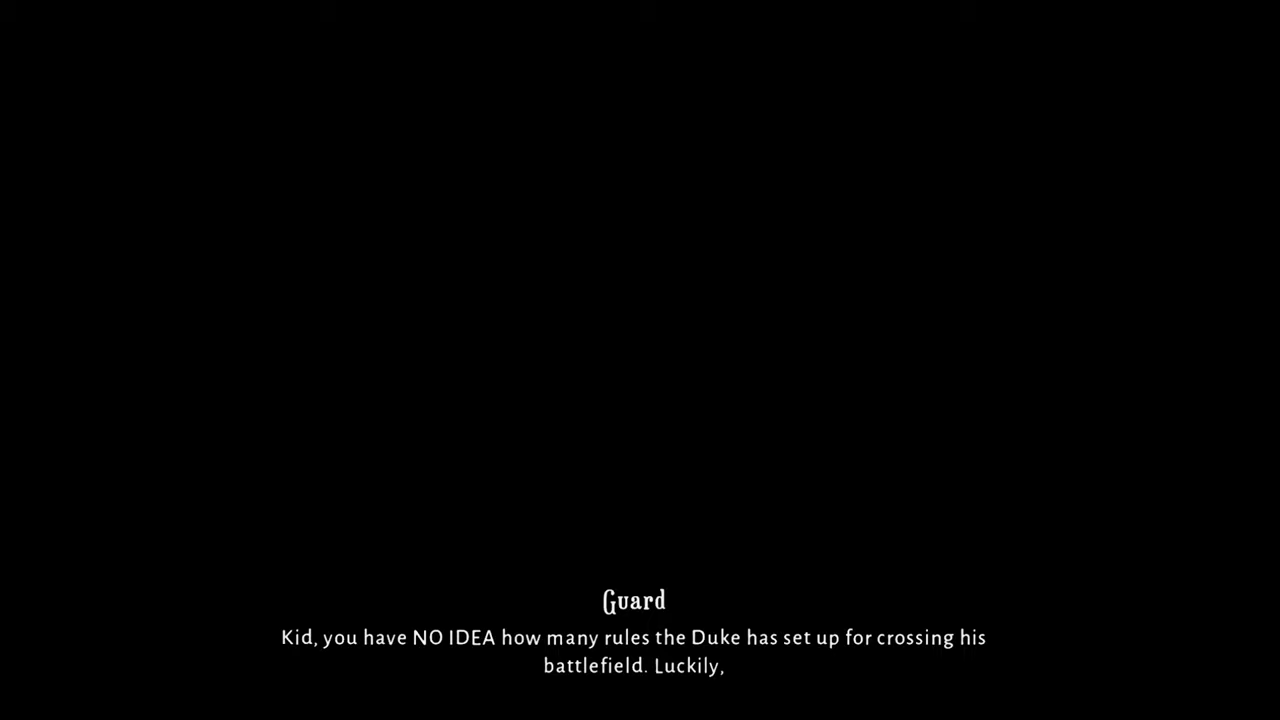 Guard
Kid, you have NO IDEA how many rules the Duke has set up for crossing his
battlefield. Luckily,